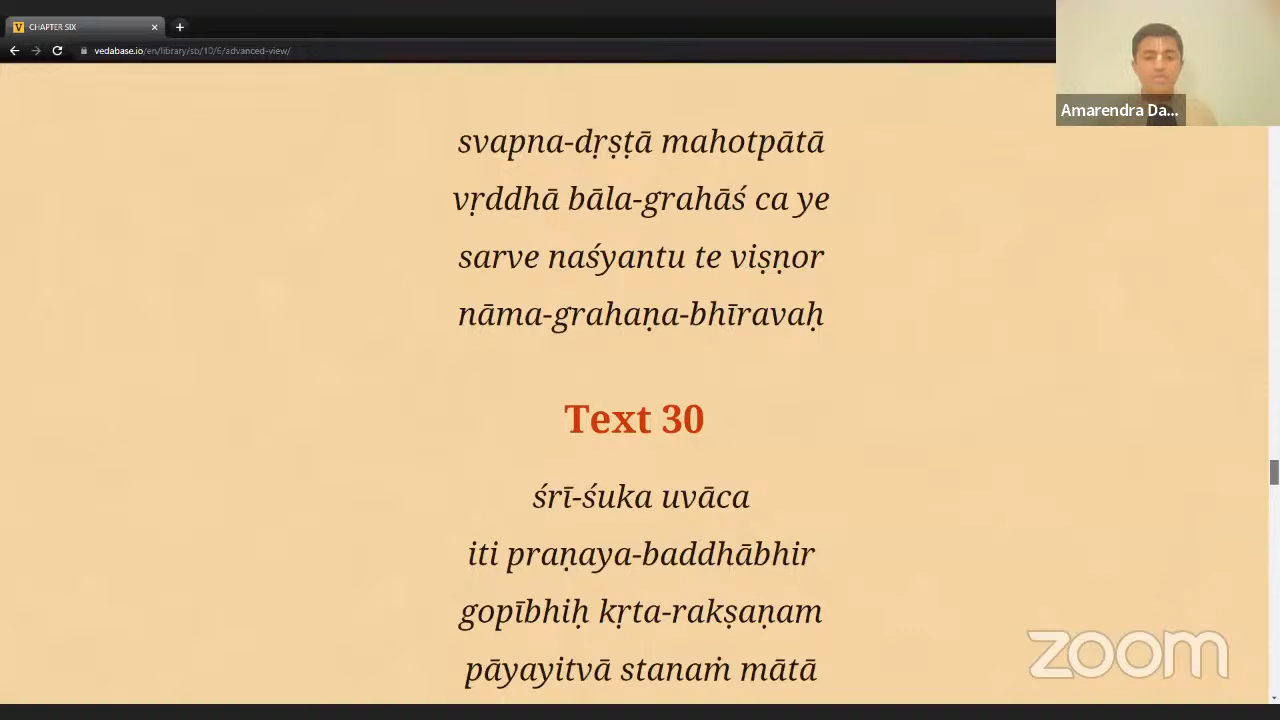 CHAPTER SIX
vedabase.io/en/library/sb/10/6/advanced-view/
Amarendra Da...
svapna-dṛṣṭā mahotpātā
vṛddhā bāla-grahāś ca ye
sarve naśyantu te viṣṇor
nāma-grahaṇa-bhīravaḥ
Text 30
śrī-śuka uvāca
iti praṇaya-baddhābhir
gopībhiḥ kṛta-rakṣaṇam
pāyayitvā stanaṁ mātā
zoom